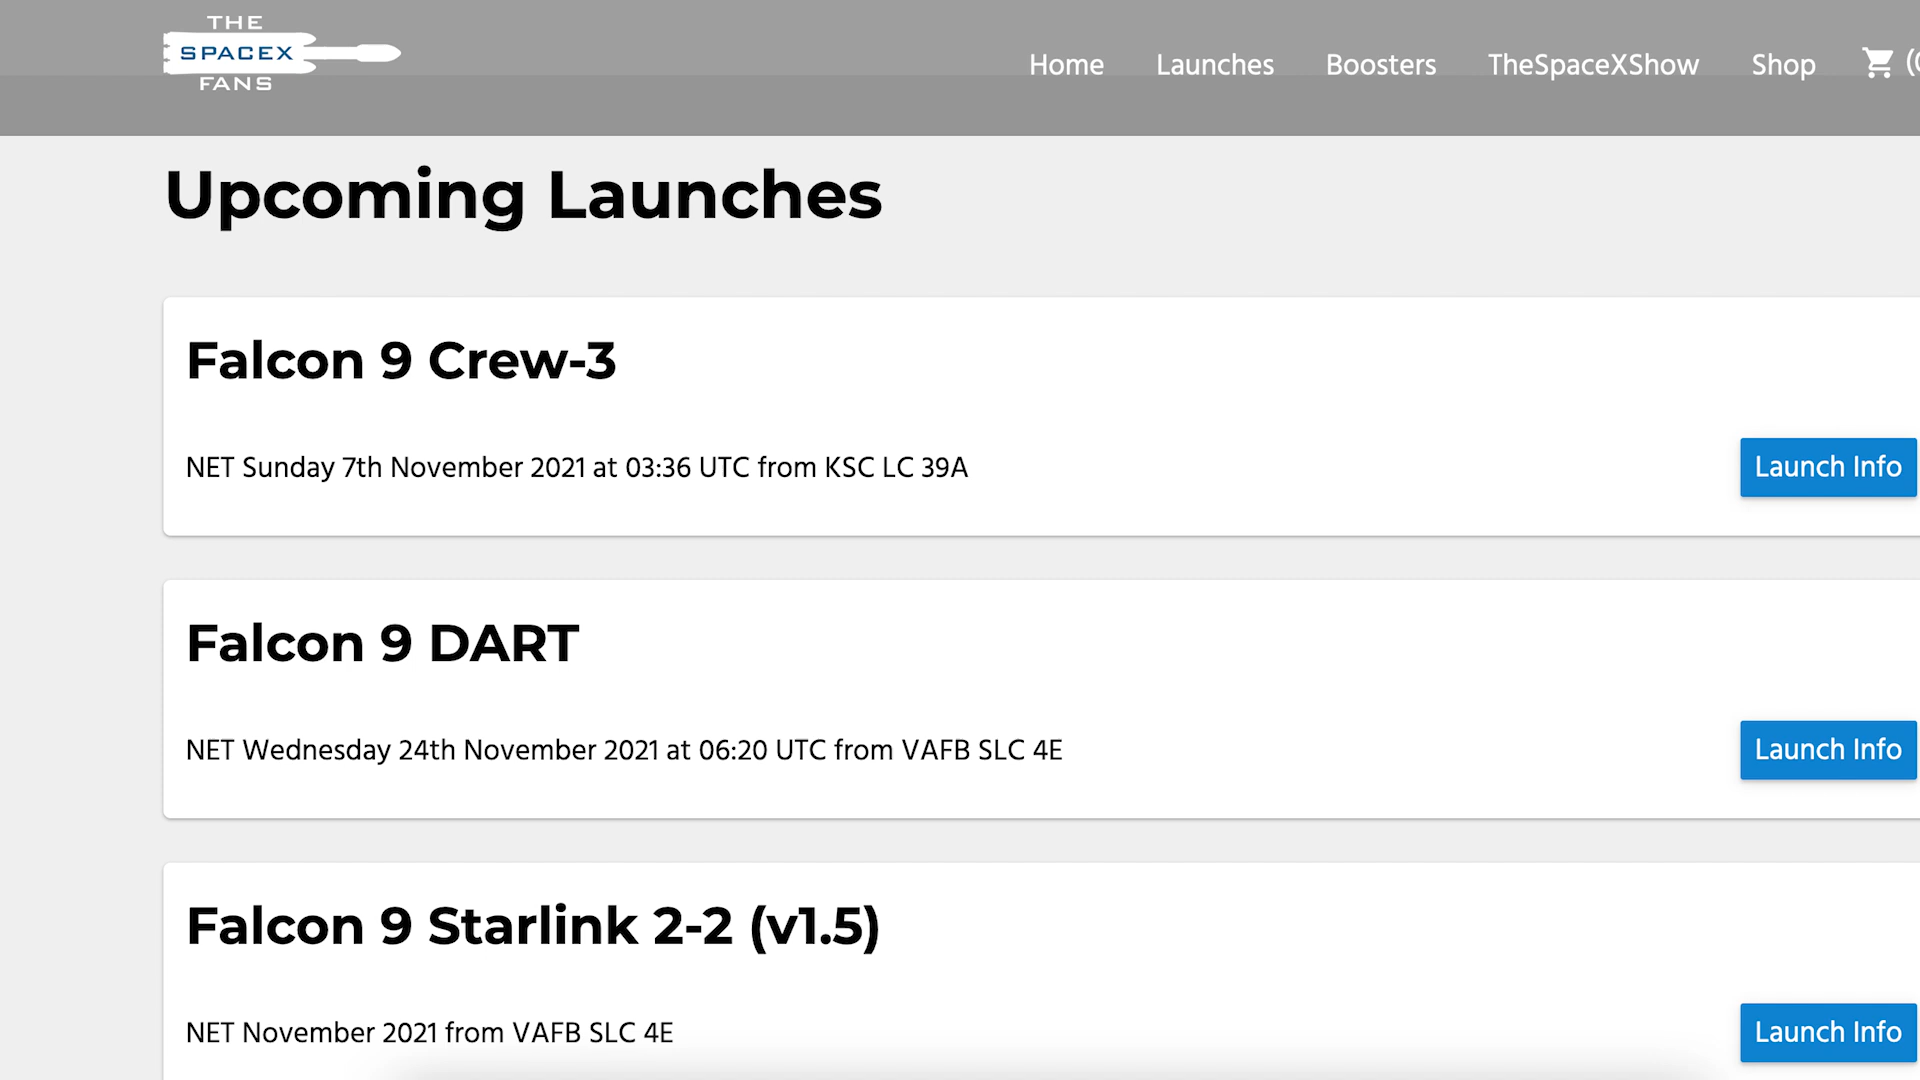 THE
SPACEX
FANS
Home Launches Boosters TheSpaceXShow Shop
Upcoming Launches
Falcon 9 Crew-3
NET Sunday 7th November 2021 at 03:36 UTC from KSC LC 39A
Launch Info
Falcon 9 DART
NET Wednesday 24th November 2021 at 06:20 UTC from VAFB SLC 4E
Launch Info
Falcon 9 Starlink 2-2 (v1.5)
NET November 2021 from VAFB SLC 4E
Launch Info